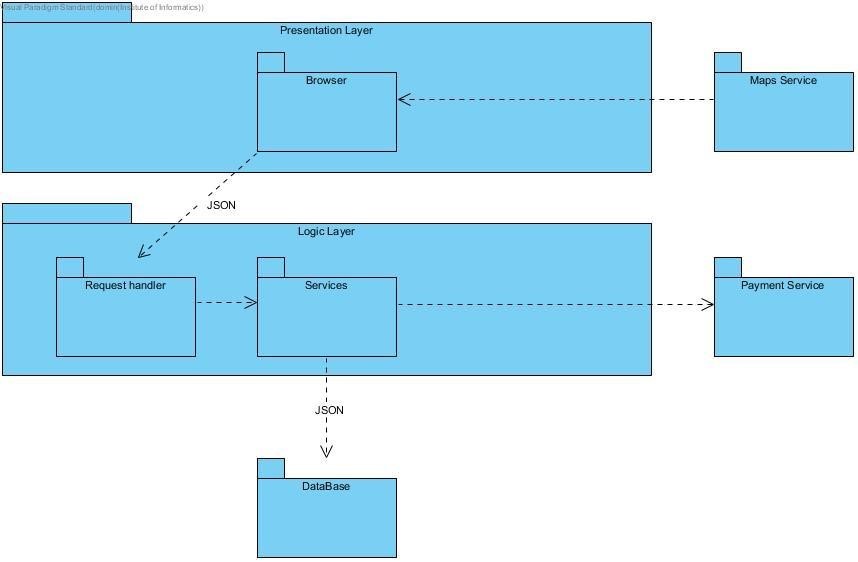 Visual Paradigm Standard(domin(Institute of Informatics))
Presentation Layer
Browser
Maps Service
JSON
Logic Layer
Request handler
Services
Payment Service
JSON
DataBase